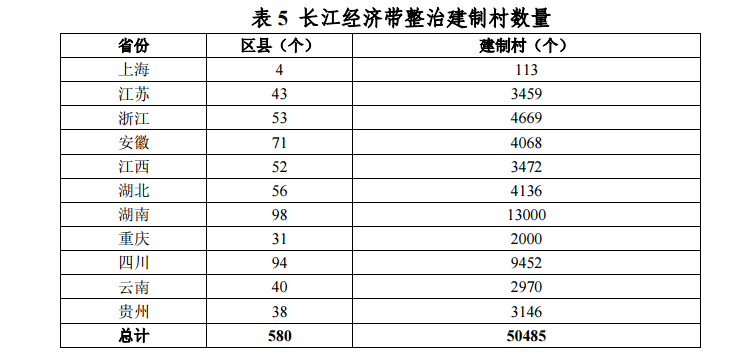 表 5 长江经济带整治建制村数量
省份 区县（个） 建制村（个）
上海 4 113
江苏 43 3459
浙江 53 4669
安徽 71 4068
江西 52 3472
湖北 56 4136
湖南 98 13000
重庆 31 2000
四川 94 9452
云南 40 2970
贵州 38 3146
总计 580 50485